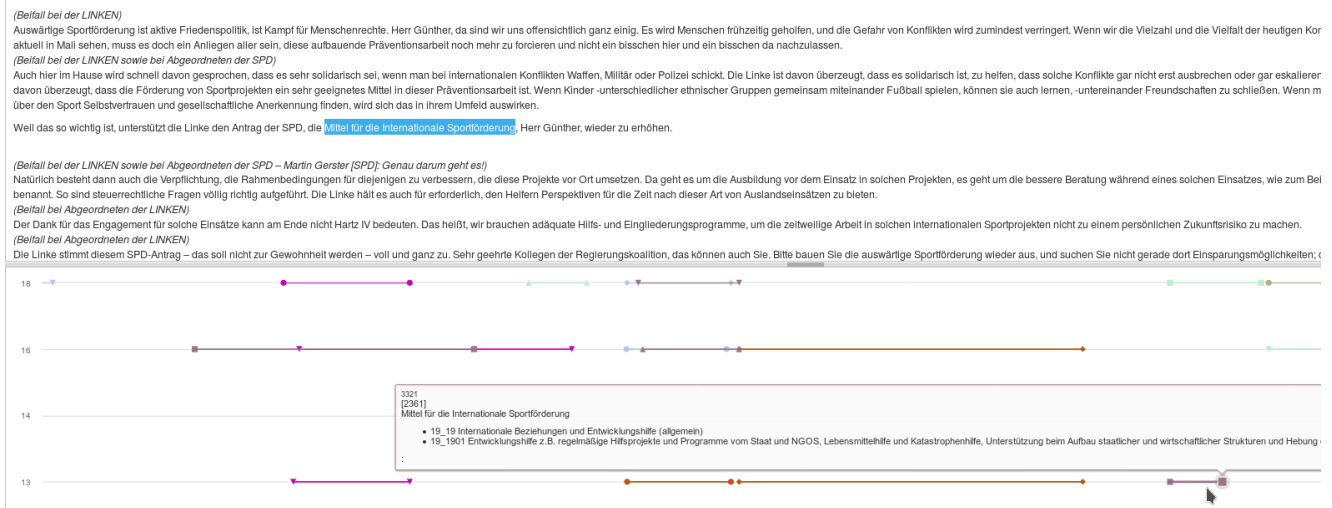 (Beifall bei der LINKEN)
Auswärtige Sportförderung ist aktive Friedenspolitik, ist Kampf für Menschenrechte. Herr Günther, da sind wir uns offensichtlich ganz einig. Es wird Menschen frühzeitig geholfen, und die Gefahr von Konflikten wird zumindest verringert. Wenn wir die Vielzahl und die Vielfalt der heutigen
aktuell in Mali sehen, muss es doch ein Anliegen aller sein, diese aufbauende Präventionsarbeit noch mehr zu forcieren und nicht ein bisschen hier und ein bisschen da nachzulassen.
(Beifall bei der LINKEN sowie bei Abgeordneten der SPD)
Auch hier im Hause wird schnell davon gesprochen, dass es sehr solidarisch sei, wenn man bei internationalen Konflikten Waffen, Militär oder Polizei schickt. Die Linke ist davon überzeugt, dass es solidarisch ist, zu helfen, dass solche Konflikte gar nicht erst ausbrechen oder gar eskalieren
davon überzeugt, dass die Förderung von Sportprojekten ein sehr geeignetes Mittel in dieser Präventionsarbeit ist. Wenn Kinder -unterschiedlicher ethnischer Gruppen gemeinsam miteinander Fußball spielen, können sie auch lernen, -untereinander Freundschaften zu schließen. Wenn
über den Sport Selbstvertrauen und gesellschaftliche Anerkennung finden, wird sich das in ihrem Umfeld auswirken.
Weil das so wichtig ist, unterstützt die Linke den Antrag der SPD, die Mittel für die Internationale Sportförderung, Herr Günther, wieder zu erhöhen.
(Beifall bei der LINKEN sowie bei Abgeordneten der SPD – Martin Gerster [SPD]: Genau darum geht es!)
Natürlich besteht dann auch die Verpflichtung, die Rahmenbedingungen für diejenigen zu verbessern, die diese Projekte vor Ort umsetzen. Da geht es um die Ausbildung vor dem Einsatz in solchen Projekten, es geht um die bessere Beratung während eines solchen Einsatzes, wie zum
benannt. So sind steuerrechtliche Fragen völlig richtig aufgeführt. Die Linke hält es auch für erforderlich, den Helfern Perspektiven für die Zeit nach dieser Art von Auslandseinsätzen zu bieten.
(Beifall bei Abgeordneten der LINKEN)
Der Dank für das Engagement für solche Einsätze kann am Ende nicht Hartz IV bedeuten. Das heißt, wir brauchen adäquate Hilfs- und Eingliederungsprogramme, um die zeitweilige Arbeit in solchen internationalen Sportprojekten nicht zu einem persönlichen Zukunftsrisiko zu machen.
(Beifall bei Abgeordneten der LINKEN)
Die Linke stimmt diesem SPD-Antrag – das soll nicht zur Gewohnheit werden – voll und ganz zu. Sehr geehrte Kollegen der Regierungskoalition, das können auch Sie. Bitte bauen Sie die auswärtige Sportförderung wieder aus, und suchen Sie nicht gerade dort Einsparungsmöglichkeiten;
18
16
14
3321
[2361]
Mittel für die Internationale Sportförderung
• 19_19 Internationale Beziehungen und Entwicklungshilfe (allgemein)
• 19_1901 Entwicklungshilfe z.B. regelmäßige Hilfsprojekte und Programme vom Staat und NGOS, Lebensmittelhilfe und Katastrophenhilfe, Unterstützung beim Aufbau staatlicher und wirtschaftlicher Strukturen und Hebung
:
13